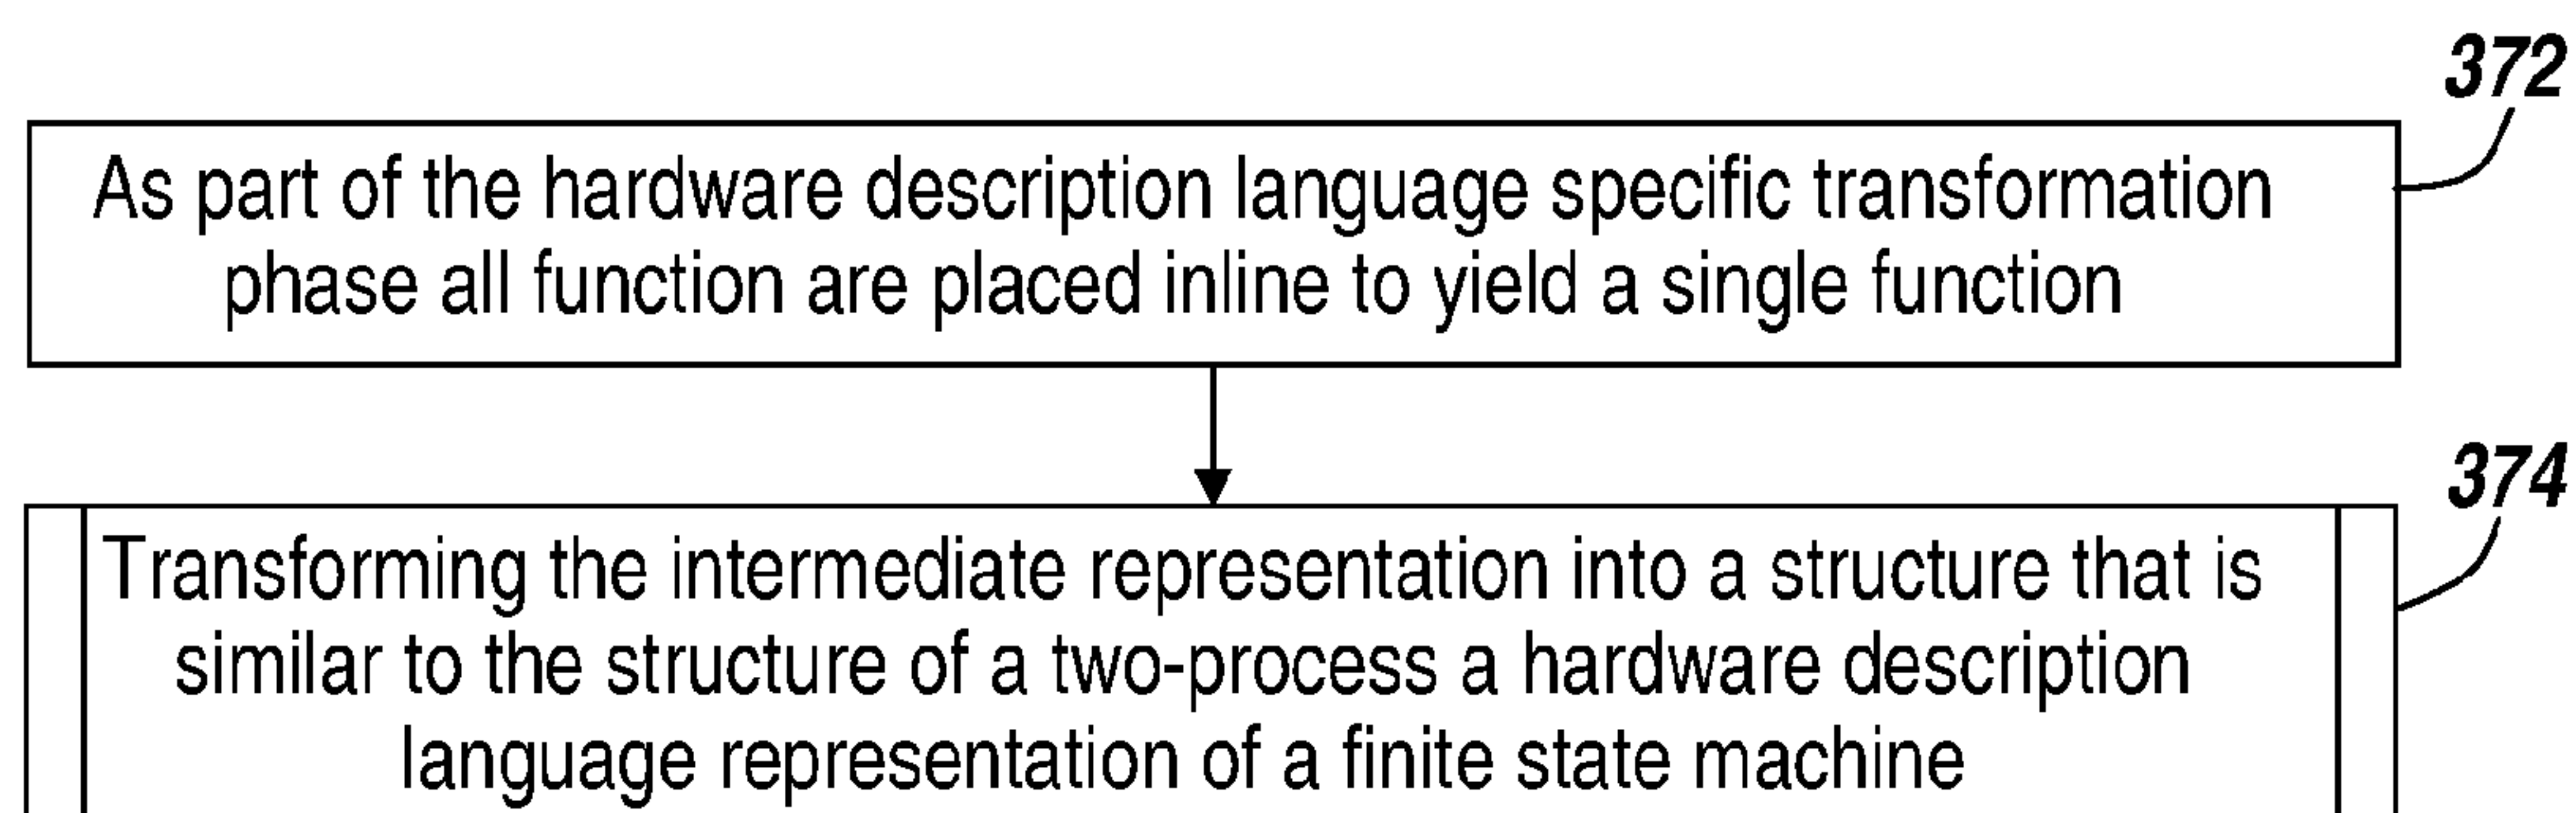 372
As part of the hardware description language specific transformation
phase all function are placed inline to yield a single function
374
Transforming the intermediate representation into a structure that is
similar to the structure of a two-process a hardware description
language representation of a finite state machine